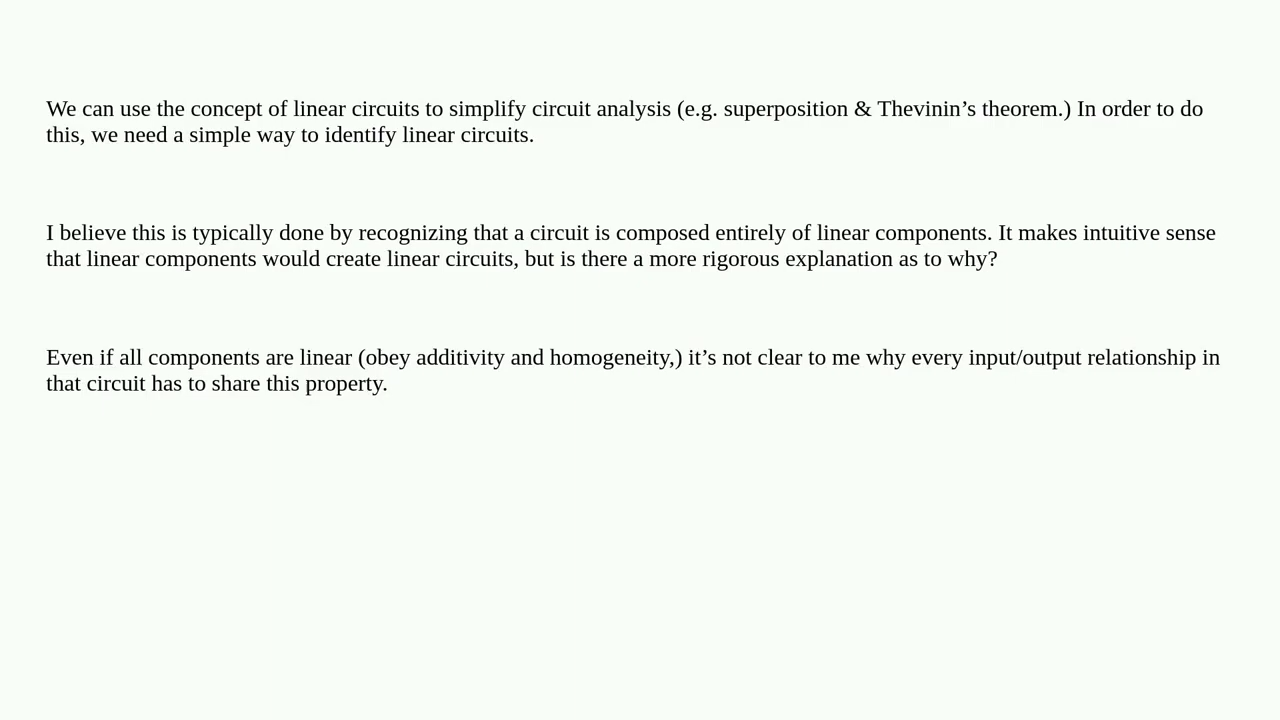 We can use the concept of linear circuits to simplify circuit analysis (e.g. superposition & Thevinin’s theorem.) In order to do
this, we need a simple way to identify linear circuits.
I believe this is typically done by recognizing that a circuit is composed entirely of linear components. It makes intuitive sense
that linear components would create linear circuits, but is there a more rigorous explanation as to why?
Even if all components are linear (obey additivity and homogeneity,) it’s not clear to me why every input/output relationship in
that circuit has to share this property.